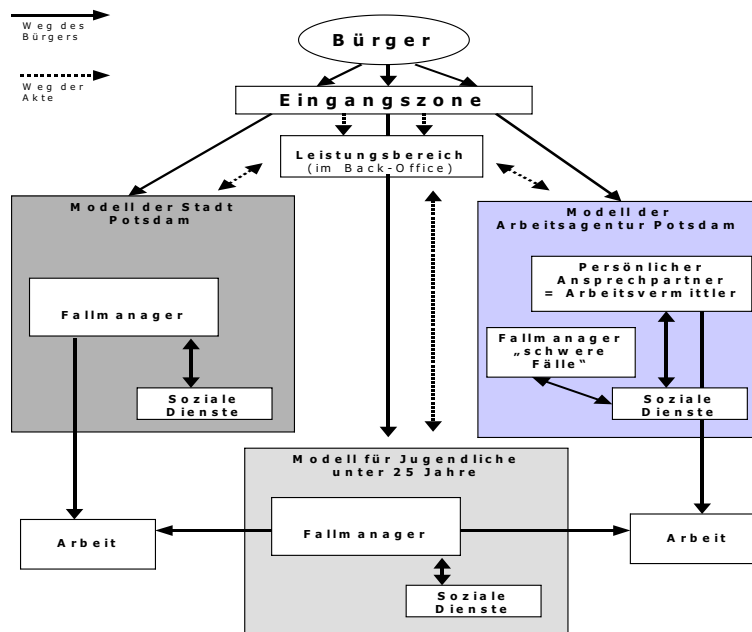 Weg des
Bürgers
Weg der
Akte
Bürger
Eingangszone
Leistungsbereich
(im Back-Office)
Modell der Stadt
Potsdam
Fallmanager
Soziale
Dienste
Modell der
Arbeitsagentur Potsdam
Persönlicher
Ansprechpartner
= Arbeitsvermittler
Fallmanager
„schwere
Fälle“
Soziale
Dienste
Modell für Jugendliche
unter 25 Jahre
Fallmanager
Soziale
Dienste
Arbeit
Arbeit